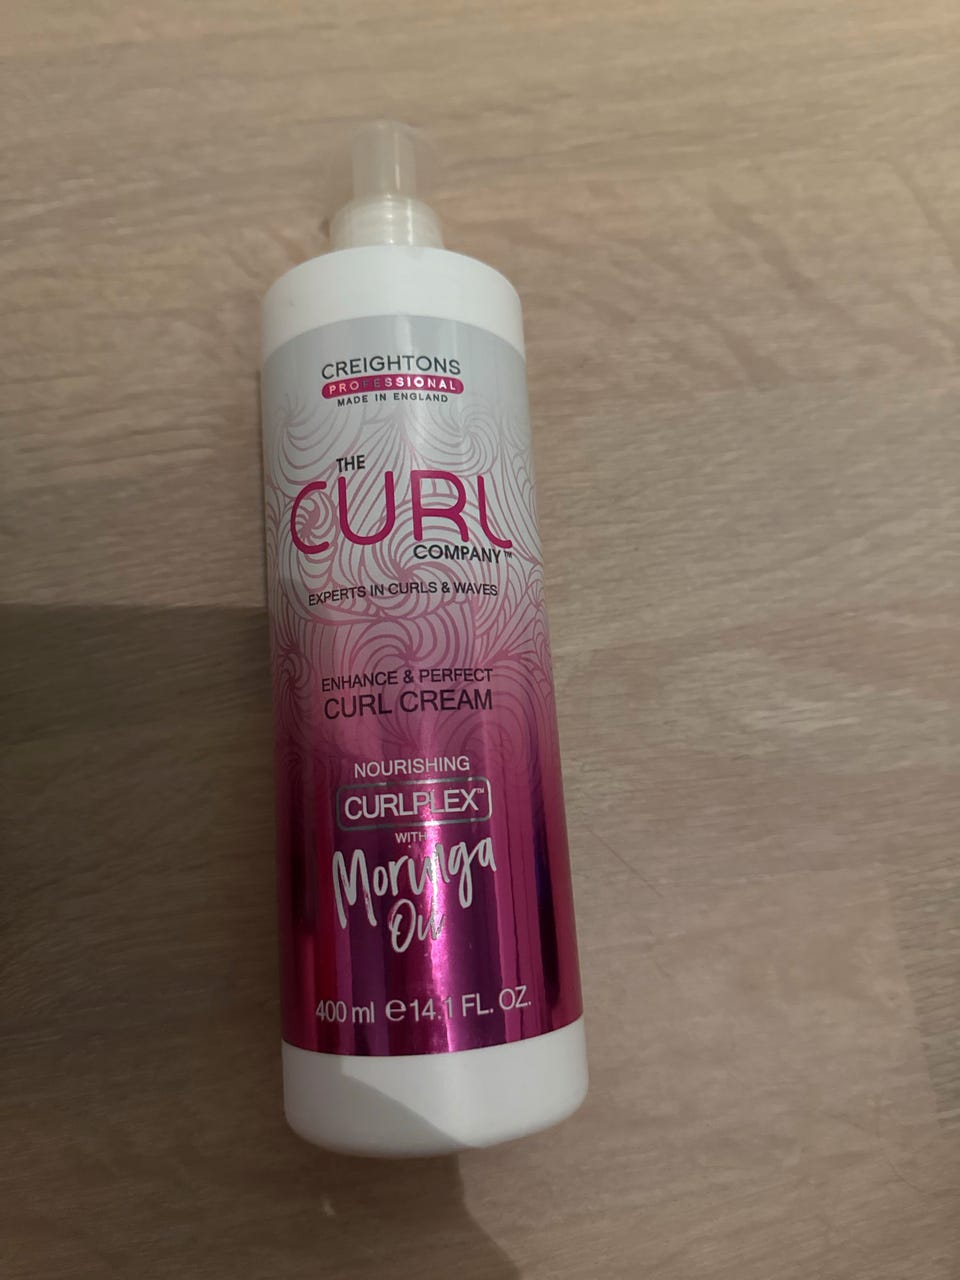 CREIGHTONS
PROFESSIONAL
MADE IN ENGLAND
THE
CURL
COMPANY™
EXPERTS IN CURLS & WAVES
ENHANCE & PERFECT
CURL CREAM
NOURISHING
CURLPLEX™
WITH
Moringa
Oil
400 ml e 14.1 FL. OZ.